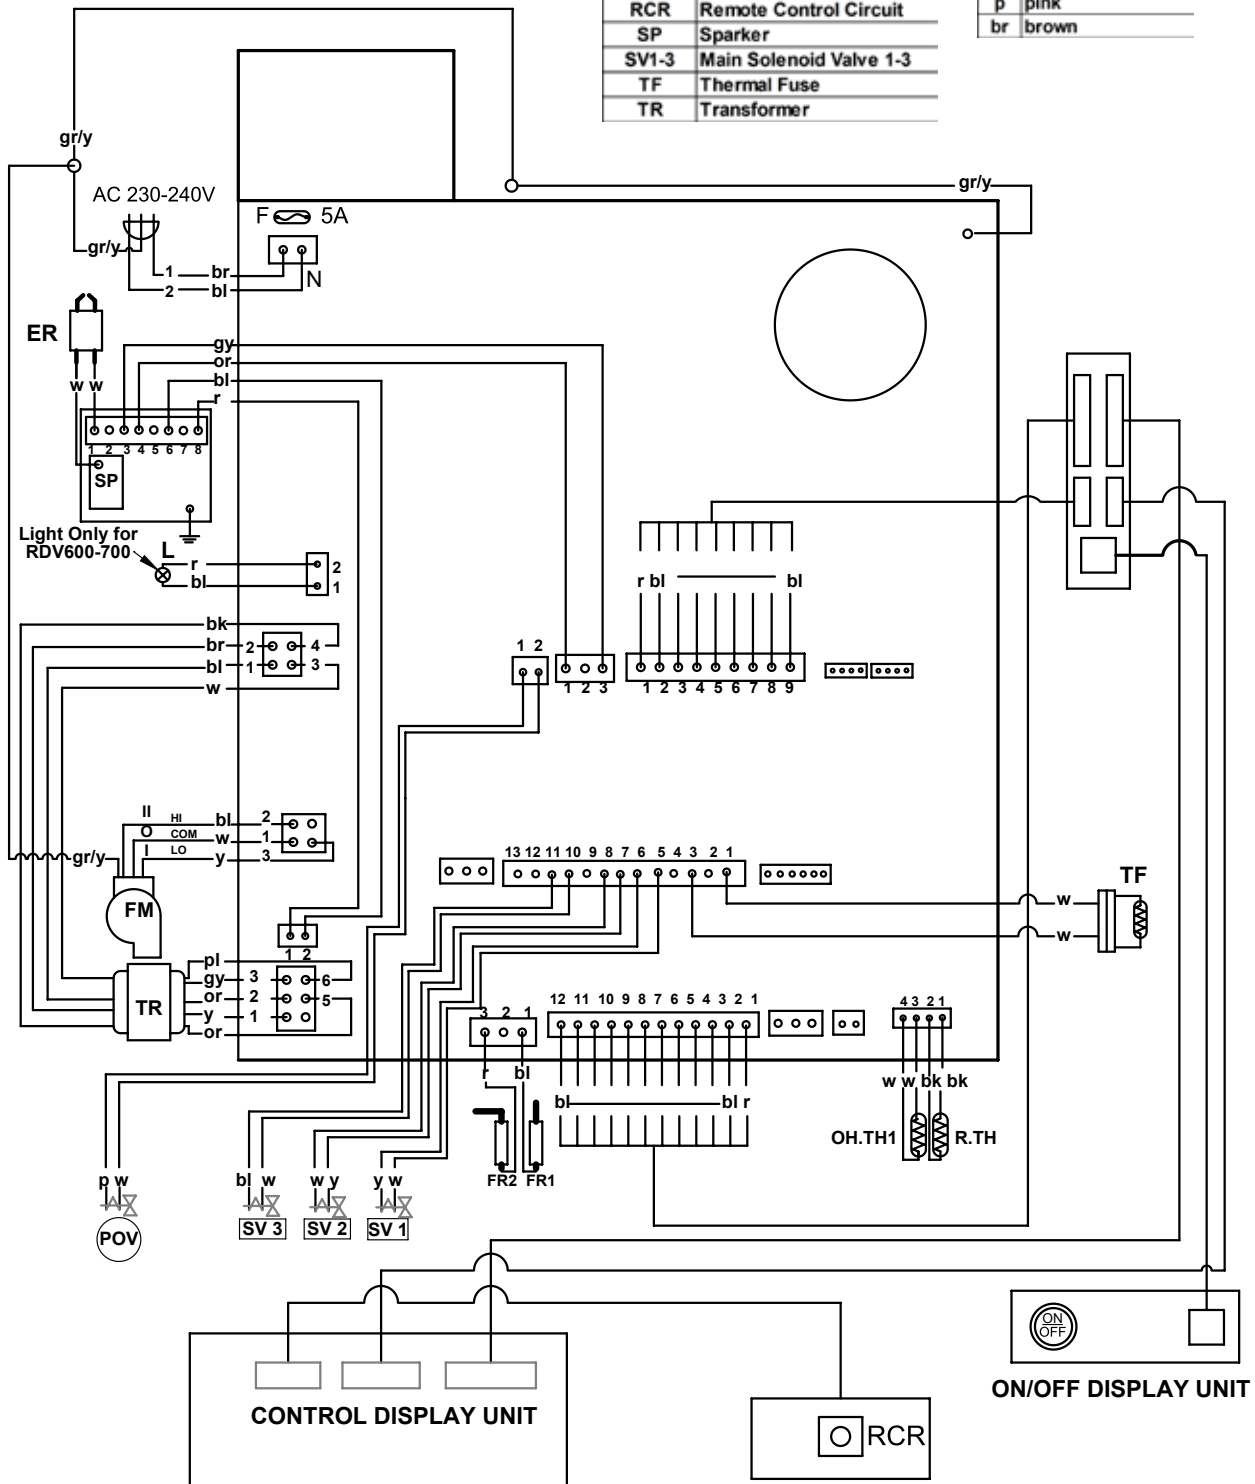 RCR Remote Control Circuit
SP Sparker
SV1-3 Main Solenoid Valve 1-3
TF Thermal Fuse
TR Transformer
p pink
br brown
gr/y
gr/y
AC 230-240V
F 5A
gr/y
1 br
2 bl
N
ER
gy
or
bl
r
w w
1 2 3 4 5 6 7 8
SP
Light Only for
RDV600-700
L
r 2
bl 1
r bl bl
bk
br 2 4
bl 1 3
w
1 2
1 2 3
1 2 3 4 5 6 7 8 9
II HI bl 2
O COM w 1
I LO y 3
gr/y
FM
13 12 11 10 9 8 7 6 5 4 3 2 1
TF
w
w
1 2
pl
gy 3 6
or 2 5
y 1
or
TR
3 2 1
12 11 10 9 8 7 6 5 4 3 2 1
4 3 2 1
r bl
bl bl r
w w bk bk
OH.TH1 R.TH
FR2 FR1
p w
bl w
w y
y w
POV
SV 3
SV 2
SV 1
ON
OFF
ON/OFF DISPLAY UNIT
CONTROL DISPLAY UNIT
RCR